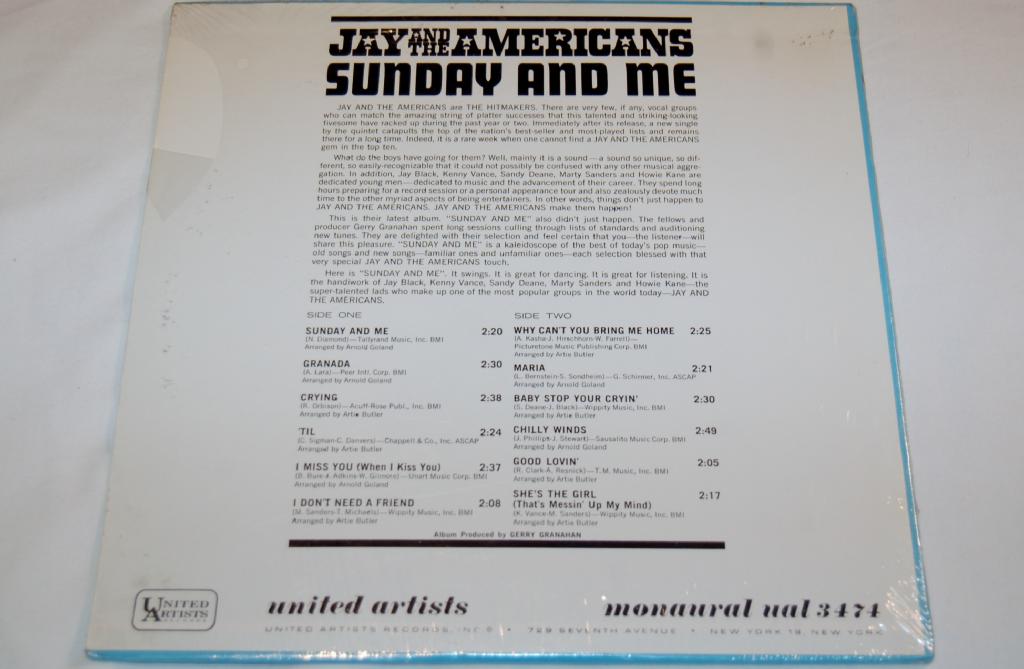 JAY AND THE AMERICANS
SUNDAY AND ME
JAY AND THE AMERICANS are THE HITMAKERS. There are very few, if any, vocal groups
who can match the amazing string of platter successes that this talented and striking-looking
fivesome have racked up during the past year or two. Immediately after its release, a new single
by the quintet catapults the top of the nation's best-seller and most-played lists and remains
there for a long time. Indeed, it is a rare week when one cannot find a JAY AND THE AMERICANS
gem in the top ten.
What do the boys have going for them? Well, mainly it is a sound—a sound so unique, so dif-
ferent, so easily-recognizable that it could not possibly be confused with any other musical aggre-
gation. In addition, Jay Black, Kenny Vance, Sandy Deane, Marty Sanders and Howie Kane are
dedicated young men—dedicated to music and the advancement of their career. They spend long
hours preparing for a record session or a personal appearance tour and also zealously devote much
time to the other myriad aspects of being entertainers. In other words, things don't just happen to
JAY AND THE AMERICANS. JAY AND THE AMERICANS make them happen!
This is their latest album. "SUNDAY AND ME" also didn't just happen. The fellows and
producer Gerry Granahan spent long sessions culling through lists of standards and auditioning
new tunes. They are delighted with their selection and feel certain that you—the listener—will
share this pleasure. "SUNDAY AND ME" is a kaleidoscope of the best of today's pop music—
old songs and new songs—familiar ones and unfamiliar ones—each selection blessed with that
very special JAY AND THE AMERICANS touch.
Here is "SUNDAY AND ME". It swings. It is great for dancing. It is great for listening. It is
the handiwork of Jay Black, Kenny Vance, Sandy Deane, Marty Sanders and Howie Kane—the
super-talented lads who make up one of the most popular groups in the world today—JAY AND
THE AMERICANS.
SIDE ONE
SUNDAY AND ME 2:20
(N. Diamond)—Tallyrand Music, Inc. BMI
Arranged by Arnold Goland
GRANADA 2:30
(A. Lara)—Peer Intl. Corp. BMI
Arranged by Arnold Goland
CRYING 2:38
(R. Orbison)—Acuff-Rose Publ., Inc. BMI
Arranged by Artie Butler
'TIL 2:24
(C. Sigman-C. Danvers)—Chappell & Co., Inc. ASCAP
Arranged by Artie Butler
I MISS YOU (When I Kiss You) 2:37
(B. Bure-J. Adkins-W. Gilmore)—Unart Music Corp. BMI
Arranged by Arnold Goland
I DON'T NEED A FRIEND 2:08
(M. Sanders-T. Michaels)—Wippity Music, Inc. BMI
Arranged by Artie Butler
SIDE TWO
WHY CAN'T YOU BRING ME HOME 2:25
(A. Kasha-J. Hirschhorn-W. Farrell)—
Picturetone Music Publishing Corp. BMI
Arranged by Artie Butler
MARIA 2:21
(L. Bernstein-S. Sondheim)—G. Schirmer, Inc. ASCAP
Arranged by Arnold Goland
BABY STOP YOUR CRYIN' 2:30
(S. Deane-J. Black)—Wippity Music, Inc. BMI
Arranged by Artie Butler
CHILLY WINDS 2:49
(J. Phillips-J. Stewart)—Sausalito Music Corp. BMI
Arranged by Arnold Goland
GOOD LOVIN' 2:05
(R. Clark-A. Resnick)—T.M. Music, Inc. BMI
Arranged by Artie Butler
SHE'S THE GIRL 2:17
(That's Messin' Up My Mind)
(K. Vance-M. Sanders)—Wippity Music, Inc. BMI
Arranged by Artie Butler
Album Produced by GERRY GRANAHAN
UNITED ARTISTS RECORDS
united artists
monaural ual 3474
UNITED ARTISTS RECORDS, INC. • 729 SEVENTH AVENUE • NEW YORK 19, NEW YORK